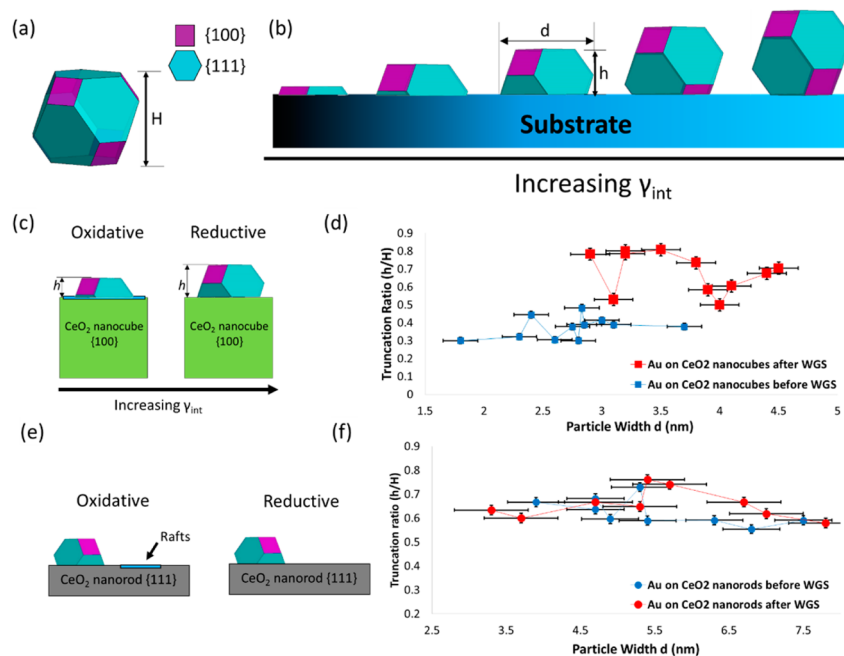 (a)
{100}
{111}
H
(b)
d
h
Substrate
Increasing γint
(c)
Oxidative
Reductive
h
h
CeO2 nanocube
{100}
CeO2 nanocube
{100}
Increasing γint
(d)
Truncation Ratio (h/H)
0.9
0.8
0.7
0.6
0.5
0.4
0.3
0.2
0.1
0
Au on CeO2 nanocubes after WGS
Au on CeO2 nanocubes before WGS
1.5 2 2.5 3 3.5 4 4.5 5
Particle Width d (nm)
(e)
Oxidative
Reductive
Rafts
CeO2 nanorod {111}
CeO2 nanorod {111}
(f)
Truncation ratio (h/H)
0.9
0.8
0.7
0.6
0.5
0.4
0.3
0.2
Au on CeO2 nanorods before WGS
Au on CeO2 nanorods after WGS
2.5 3.5 4.5 5.5 6.5 7.5
Particle Width d (nm)